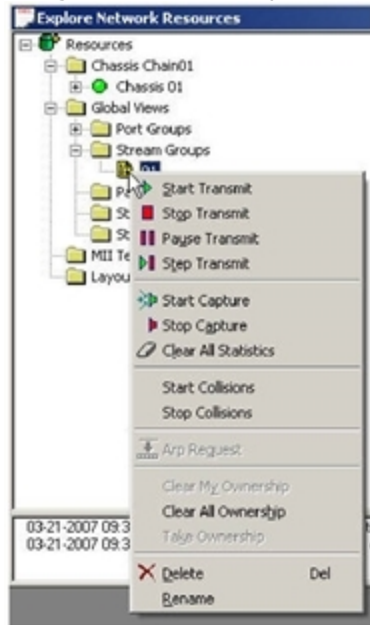 Explore Network Resources
Resources
Chassis Chain01
Chassis 01
Global Views
Port Groups
Stream Groups
01
Start Transmit
Stop Transmit
Pause Transmit
Step Transmit
MII Te
Layou
Start Capture
Stop Capture
Clear All Statistics
Start Collisions
Stop Collisions
Arp Request
Clear My Ownership
Clear All Ownership
Take Ownership
03-21-2007 09:3
03-21-2007 09:3
Delete Del
Rename